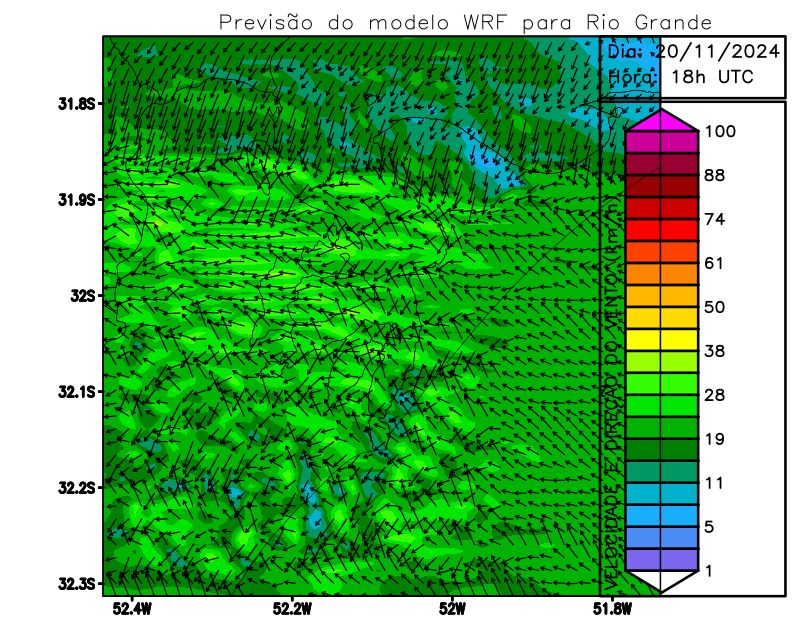 Previsão do modelo WRF para Rio Grande
Dia: 20/11/2024
Hora: 18h UTC
31.8S
31.9S
32S
32.1S
32.2S
32.3S
52.4W
52.2W
52W
51.8W
VELOCIDADE E DIREÇÃO DO VENTO (km/h)
100
88
74
61
50
38
28
19
11
5
1